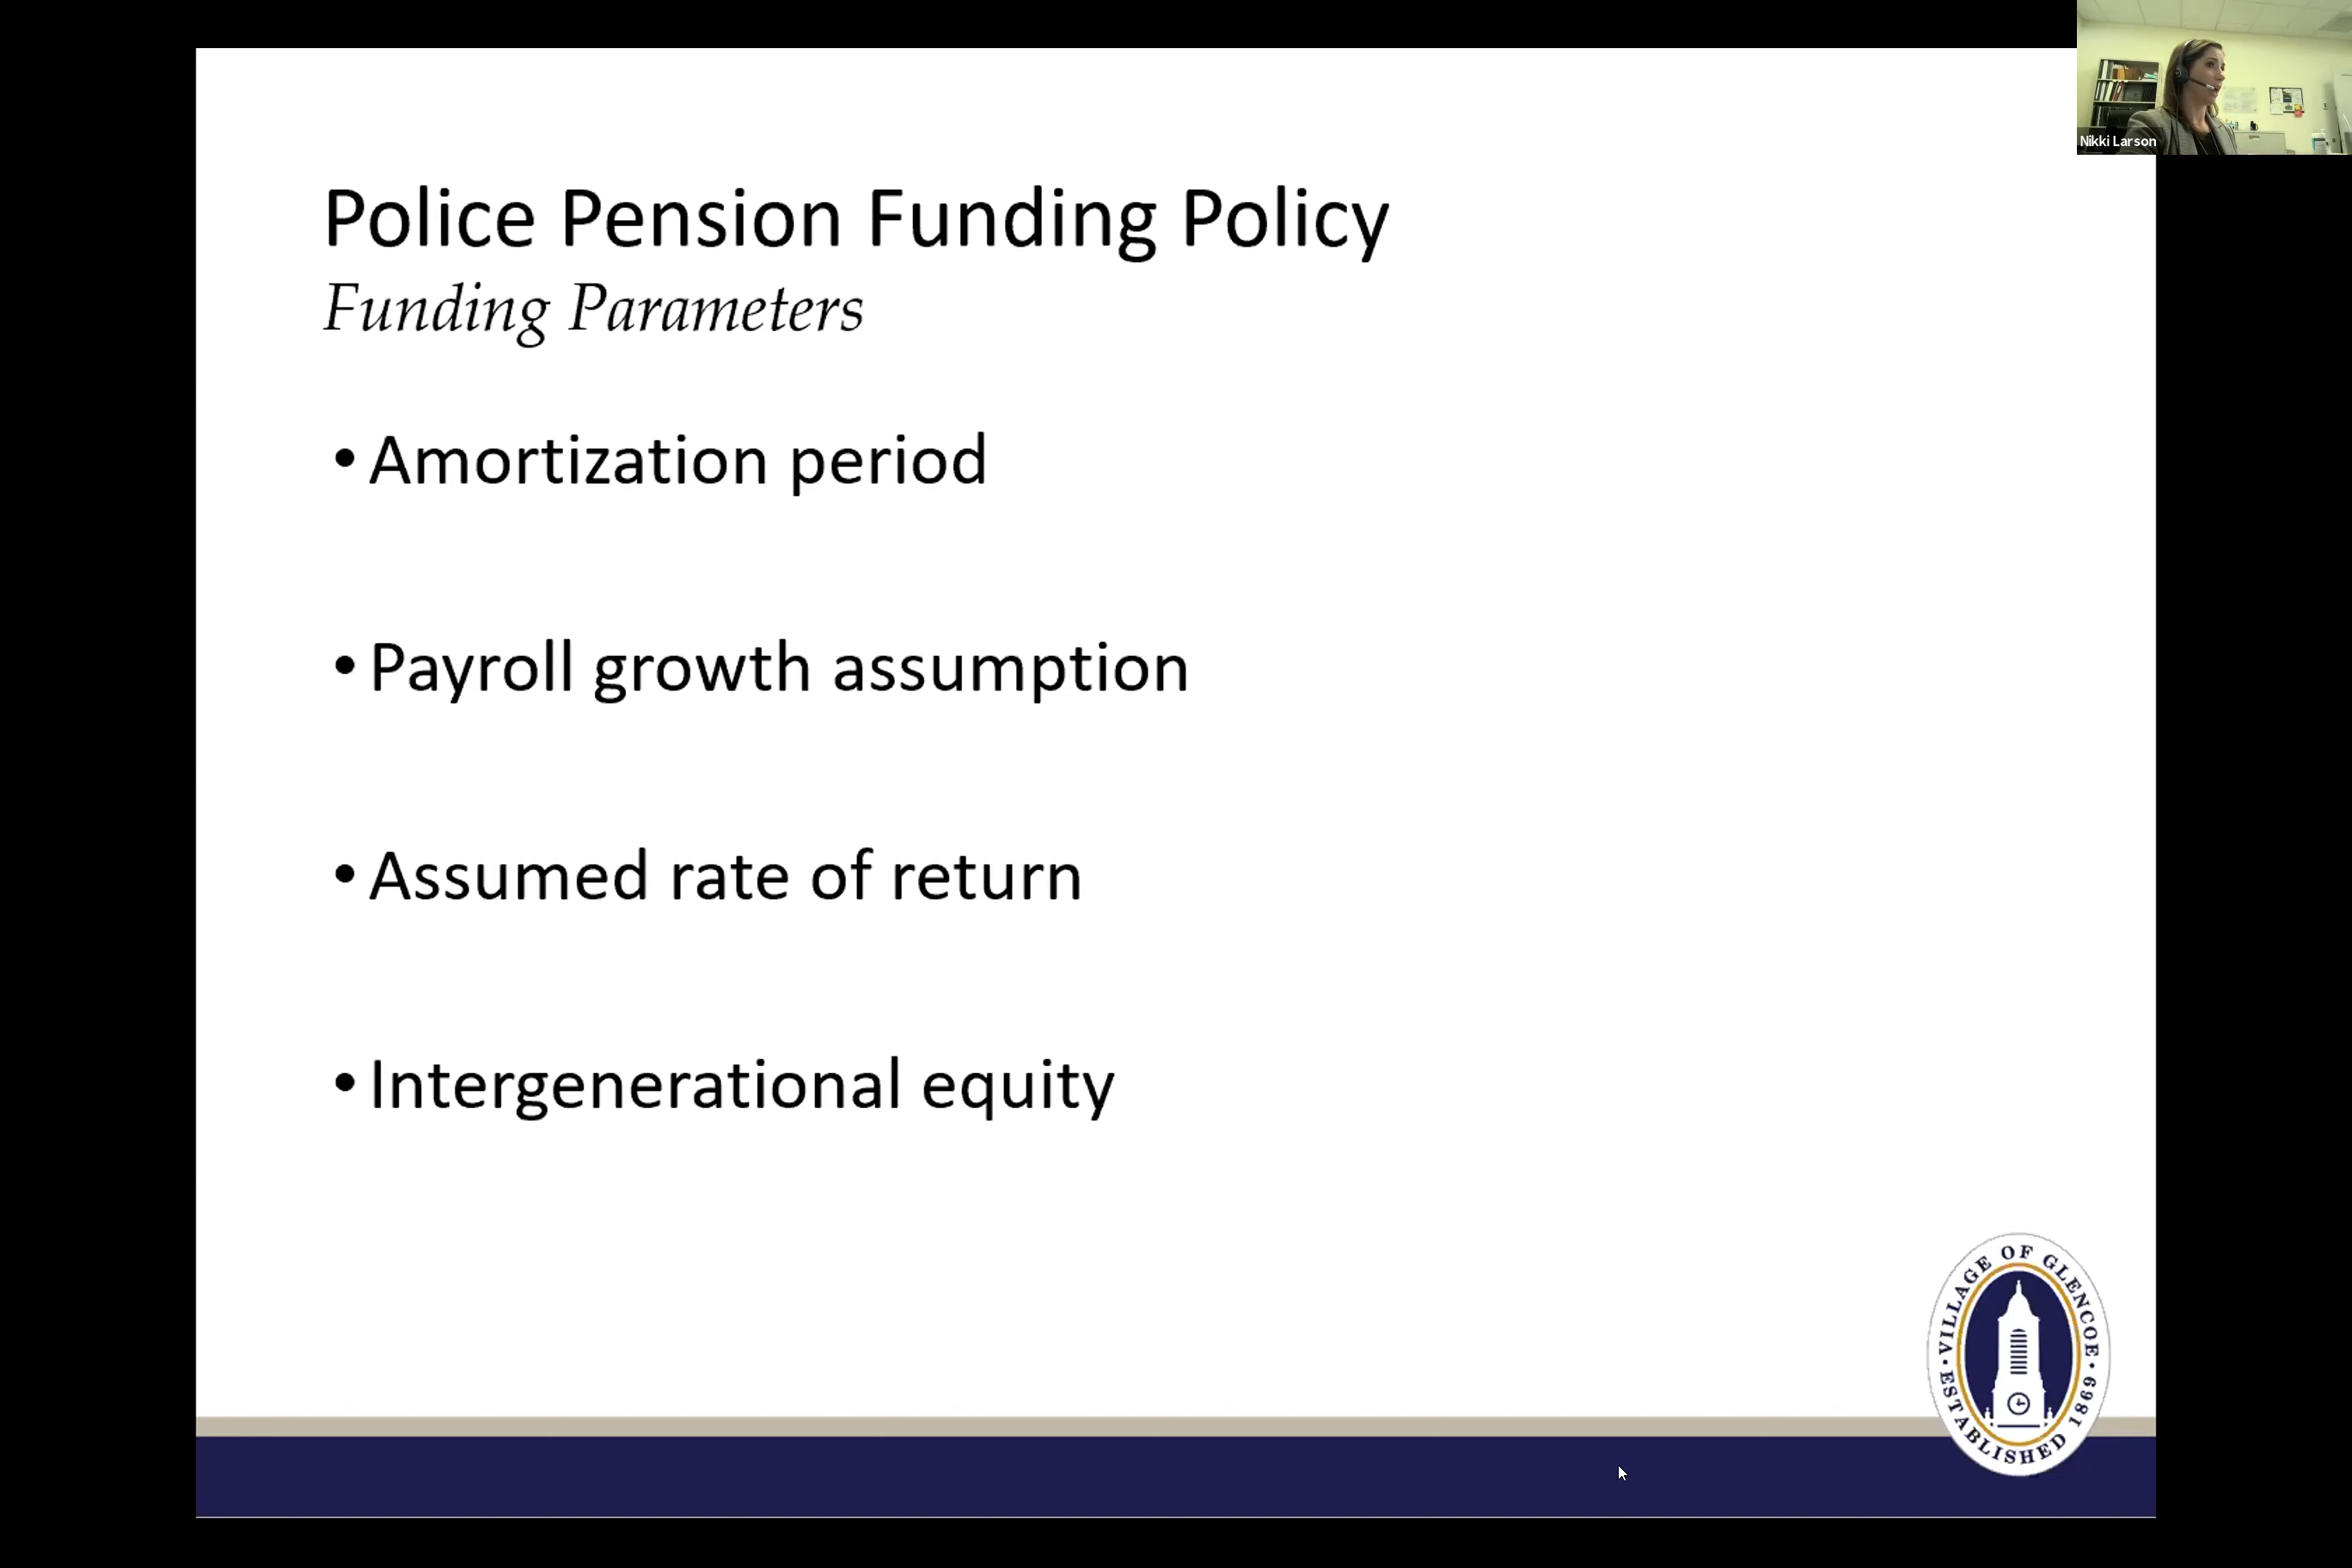 Nikki Larson
Police Pension Funding Policy
Funding Parameters
• Amortization period
• Payroll growth assumption
• Assumed rate of return
• Intergenerational equity
VILLAGE OF GLENCOE
• ESTABLISHED 1869 •